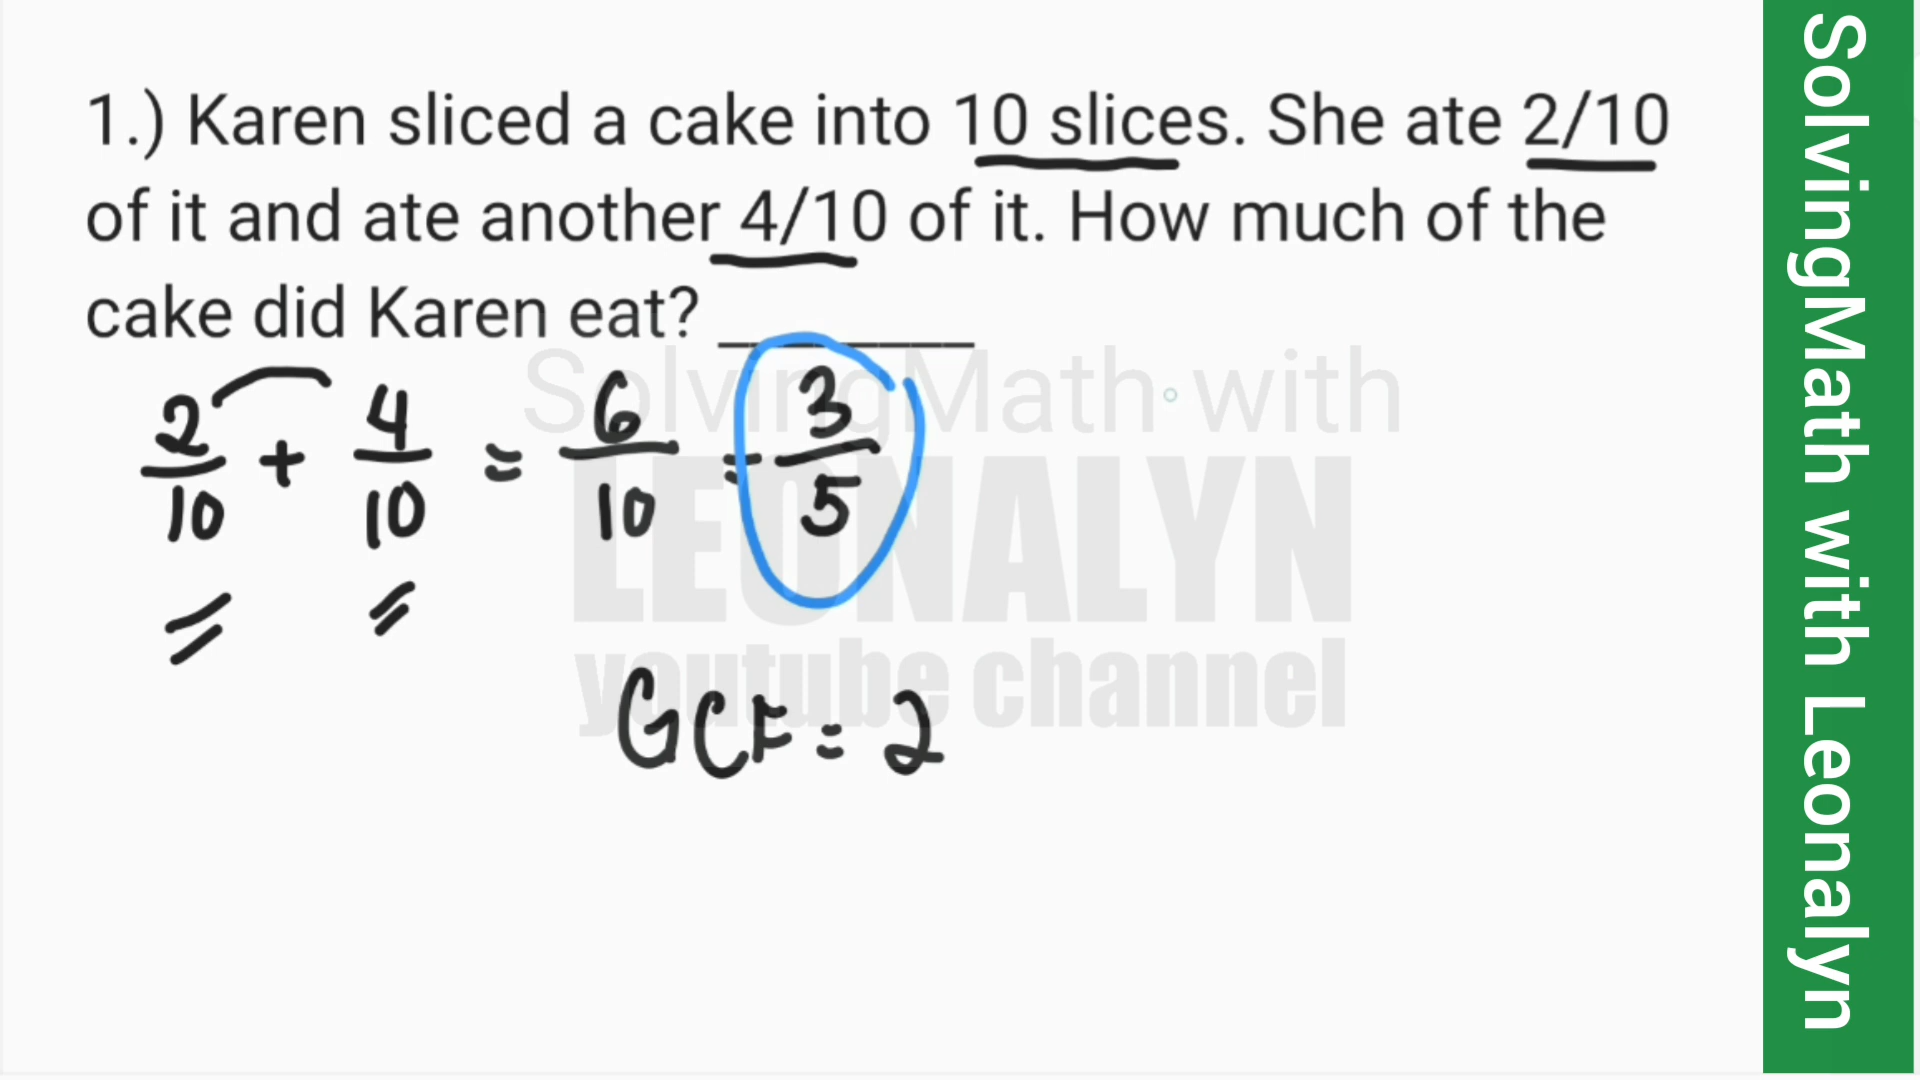 1.) Karen sliced a cake into 10 slices. She ate 2/10
of it and ate another 4/10 of it. How much of the
cake did Karen eat? ________
2/10 + 4/10 = 6/10 = 3/5
GCF = 2
SolvingMath with
LEONALYN
youtube channel
SolvingMath with Leonalyn